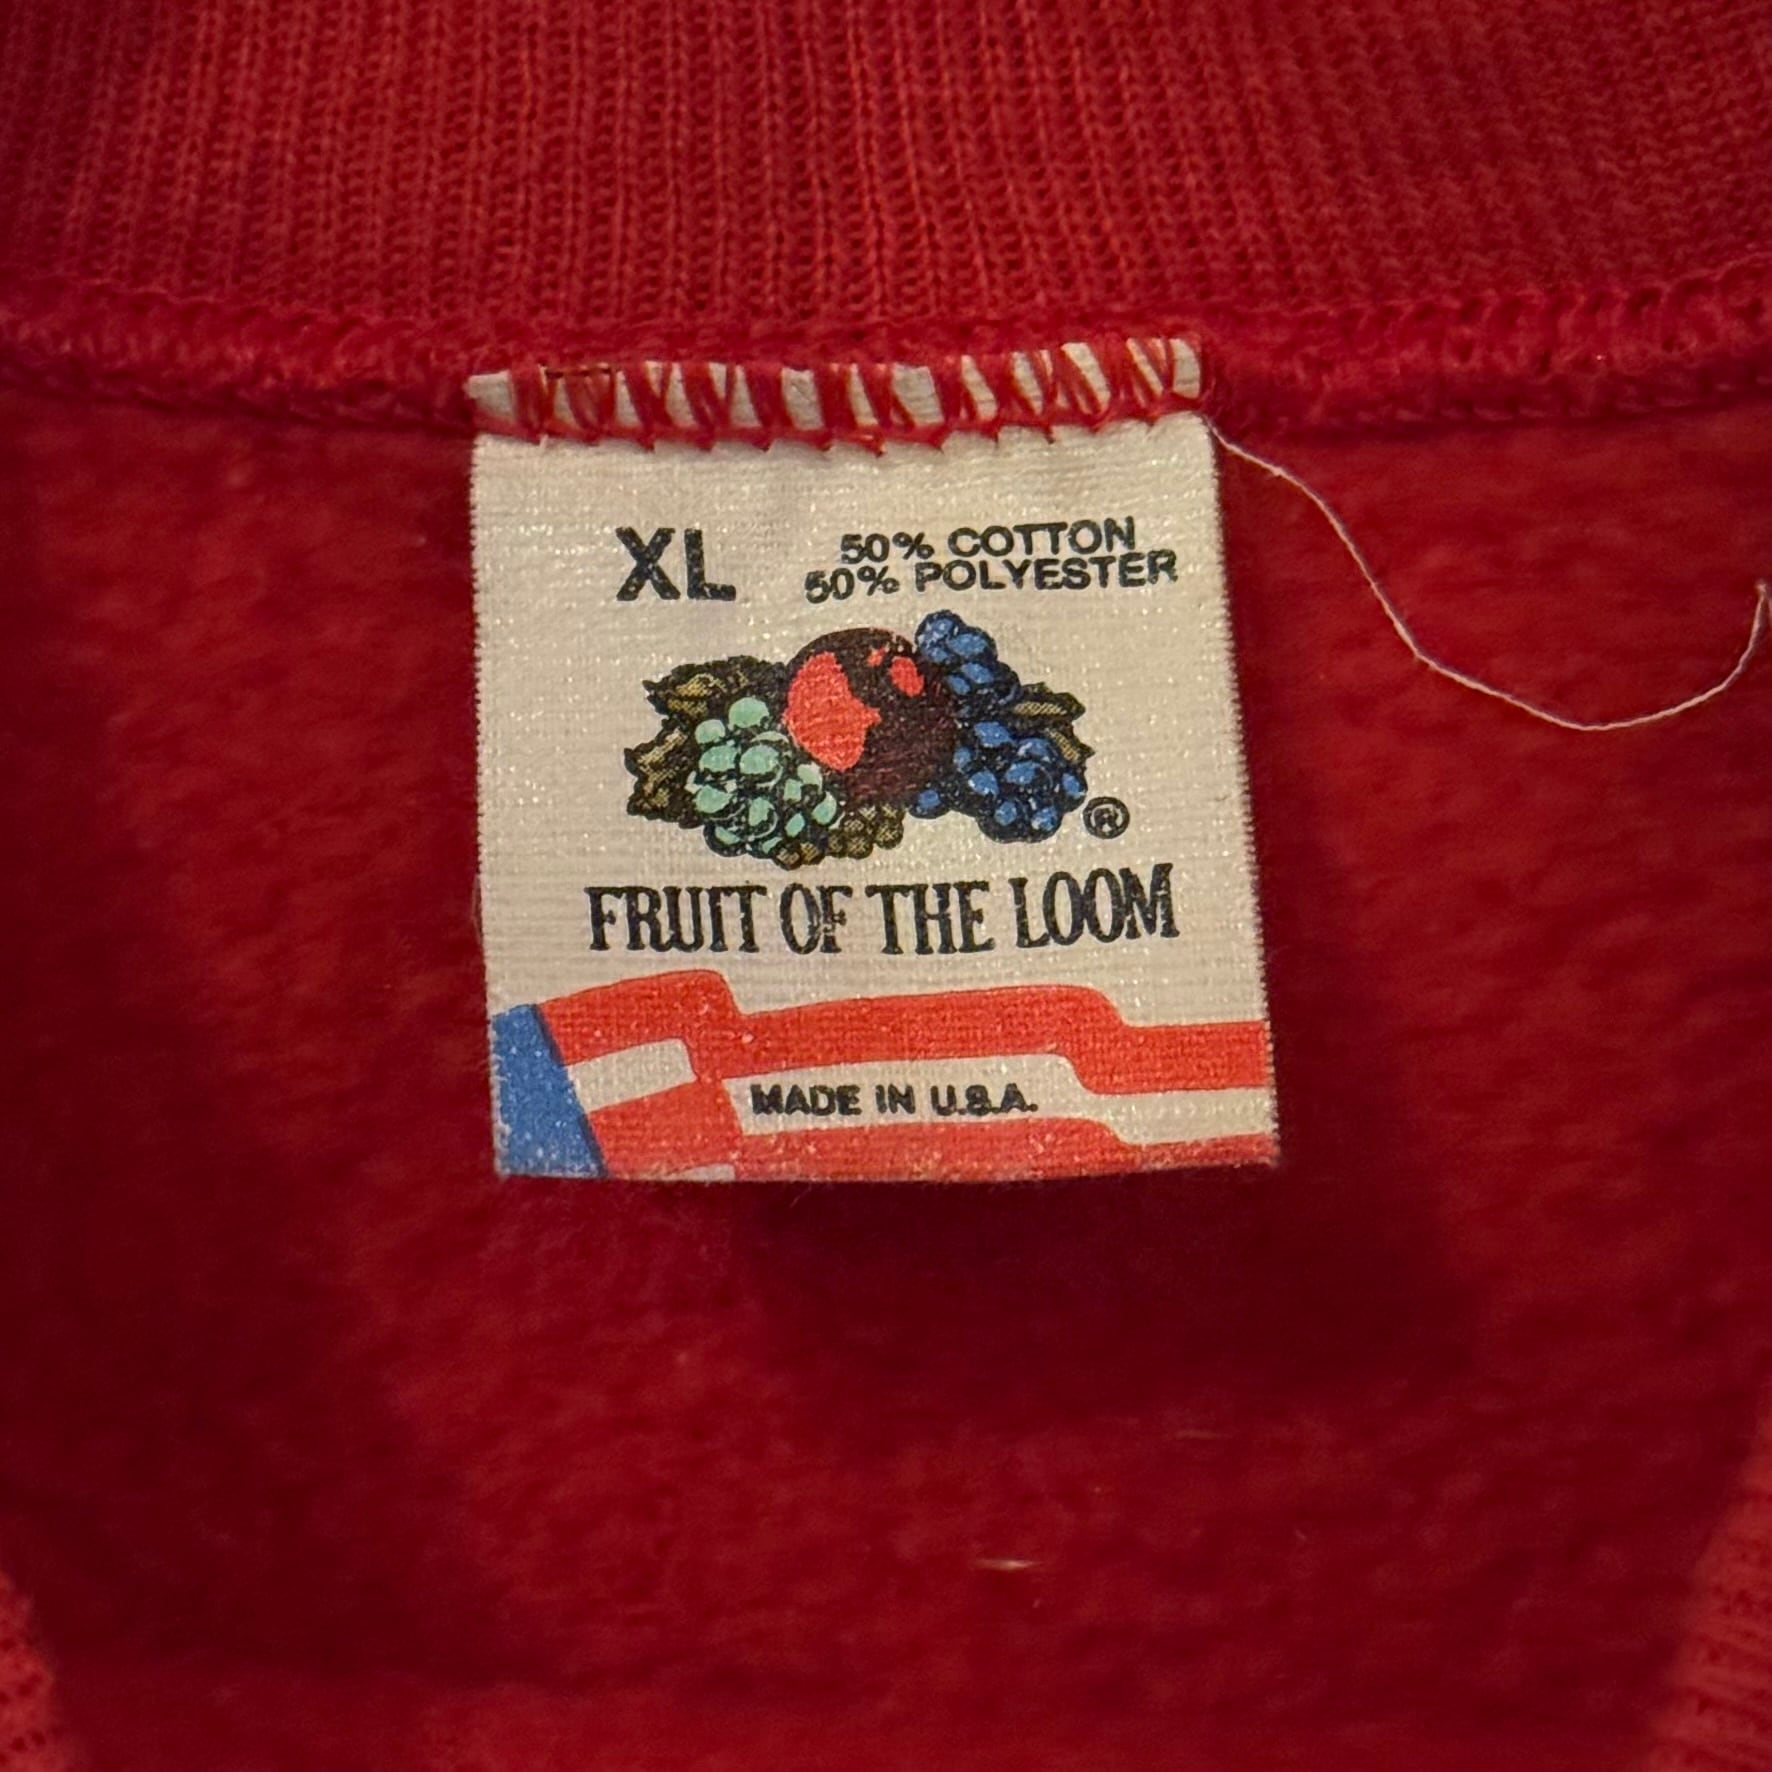 XL
50% COTTON
50% POLYESTER
®
FRUIT OF THE LOOM
MADE IN U.S.A.